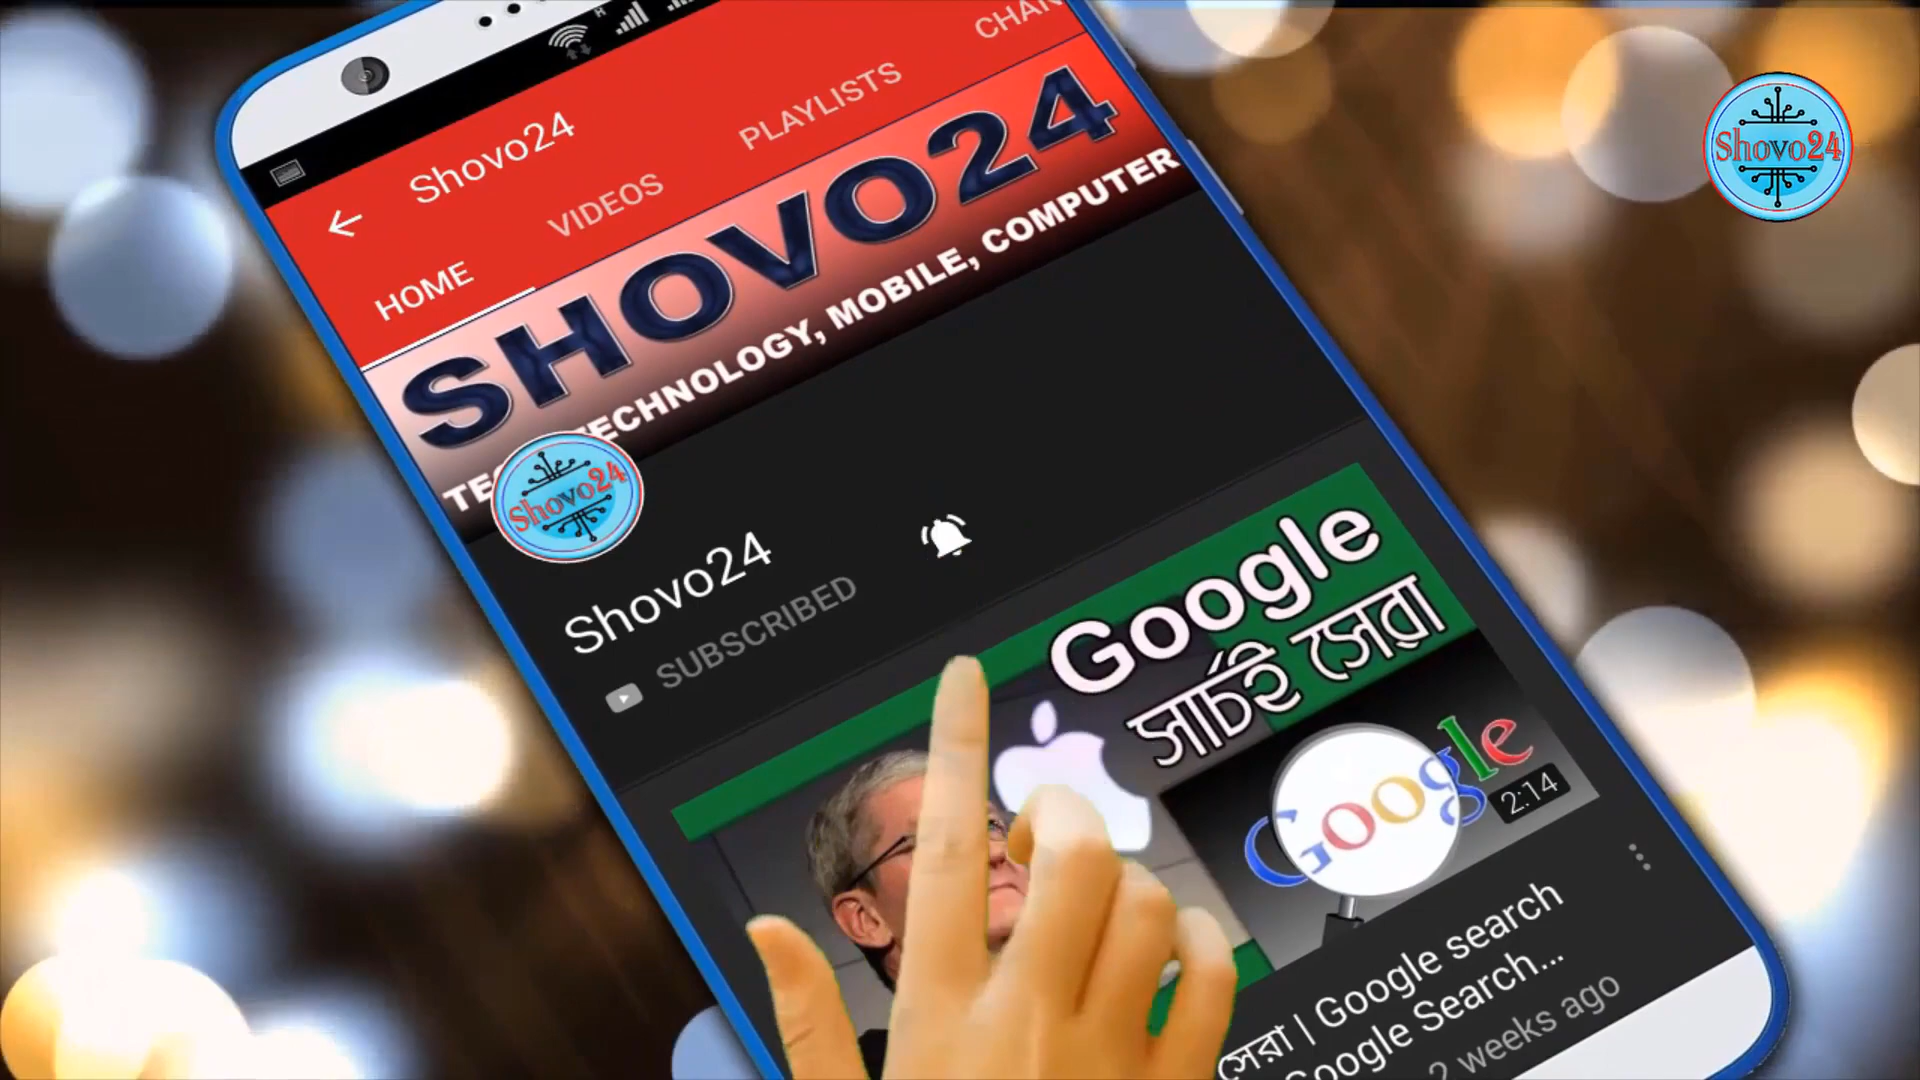 Shovo24
CHAN
HOME
VIDEOS
PLAYLISTS
SHOVO24
TECHNOLOGY, MOBILE, COMPUTER
Shovo24
Shovo24
Shovo24
SUBSCRIBED
Google
সার্চই সেরা
Google
2:14
সেরা | Google search
Google Search...
2 weeks ago